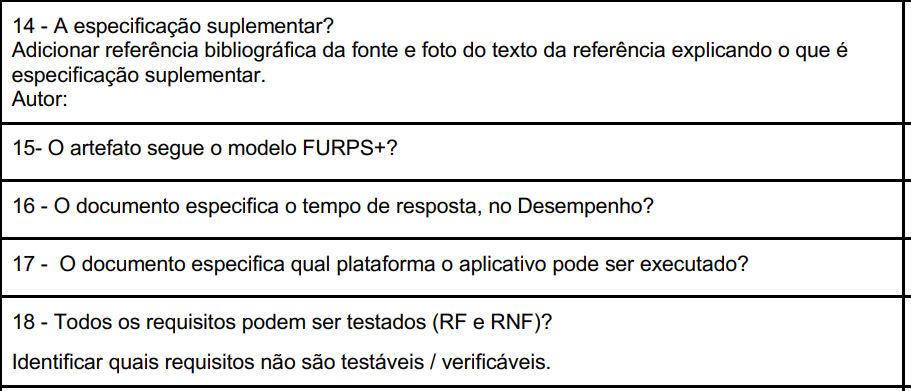 14 - A especificação suplementar?
Adicionar referência bibliográfica da fonte e foto do texto da referência explicando o que é
especificação suplementar.
Autor:
15- O artefato segue o modelo FURPS+?
16 - O documento especifica o tempo de resposta, no Desempenho?
17 -  O documento especifica qual plataforma o aplicativo pode ser executado?
18 - Todos os requisitos podem ser testados (RF e RNF)?
Identificar quais requisitos não são testáveis / verificáveis.